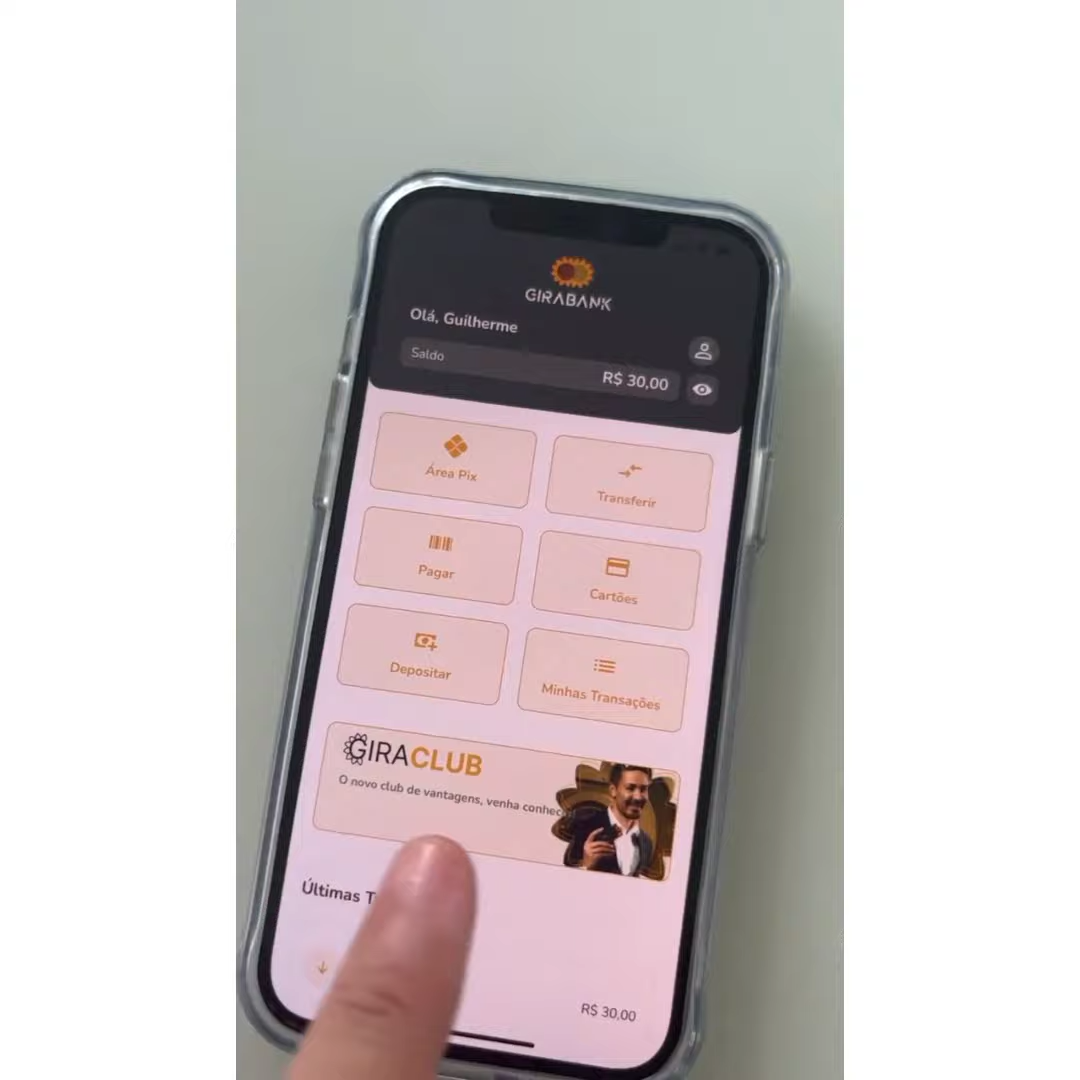 GIRABANK
Olá, Guilherme
Saldo
R$ 30,00
Área Pix
Transferir
Pagar
Cartões
Depositar
Minhas Transações
GIRACLUB
O novo club de vantagens, venha conhecer
Últimas
R$ 30,00